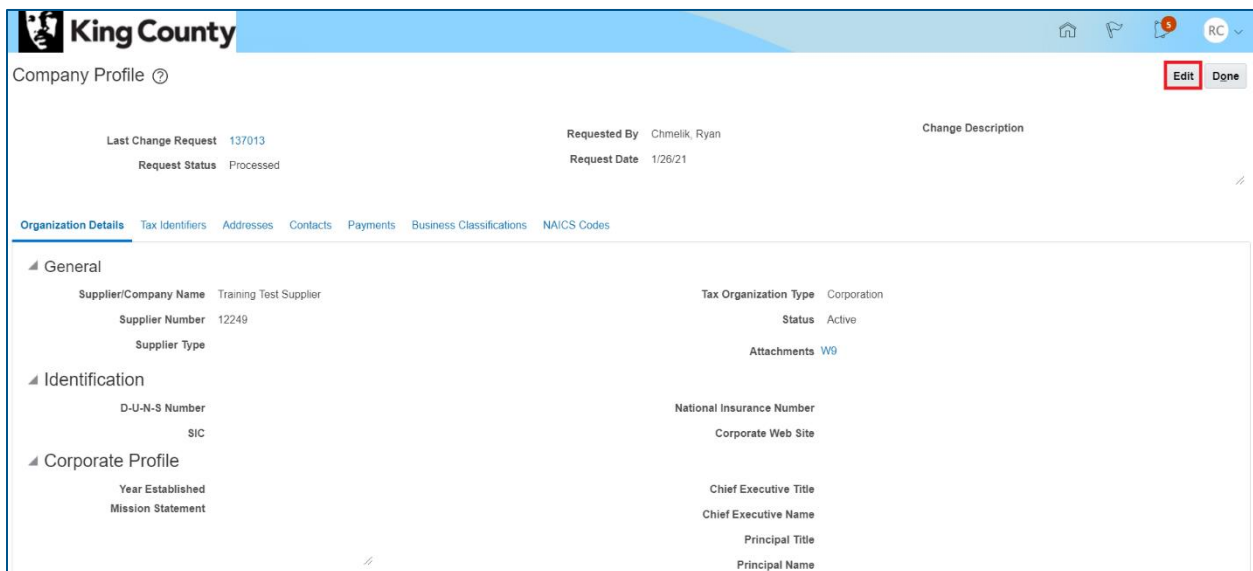 King County
5
RC
Company Profile
Edit Done
Last Change Request 137013
Requested By Chmelik, Ryan
Change Description
Request Status Processed
Request Date 1/26/21
Organization Details Tax Identifiers Addresses Contacts Payments Business Classifications NAICS Codes
General
Supplier/Company Name Training Test Supplier
Tax Organization Type Corporation
Supplier Number 12249
Status Active
Supplier Type
Attachments W9
Identification
D-U-N-S Number
National Insurance Number
SIC
Corporate Web Site
Corporate Profile
Year Established
Chief Executive Title
Mission Statement
Chief Executive Name
Principal Title
Principal Name